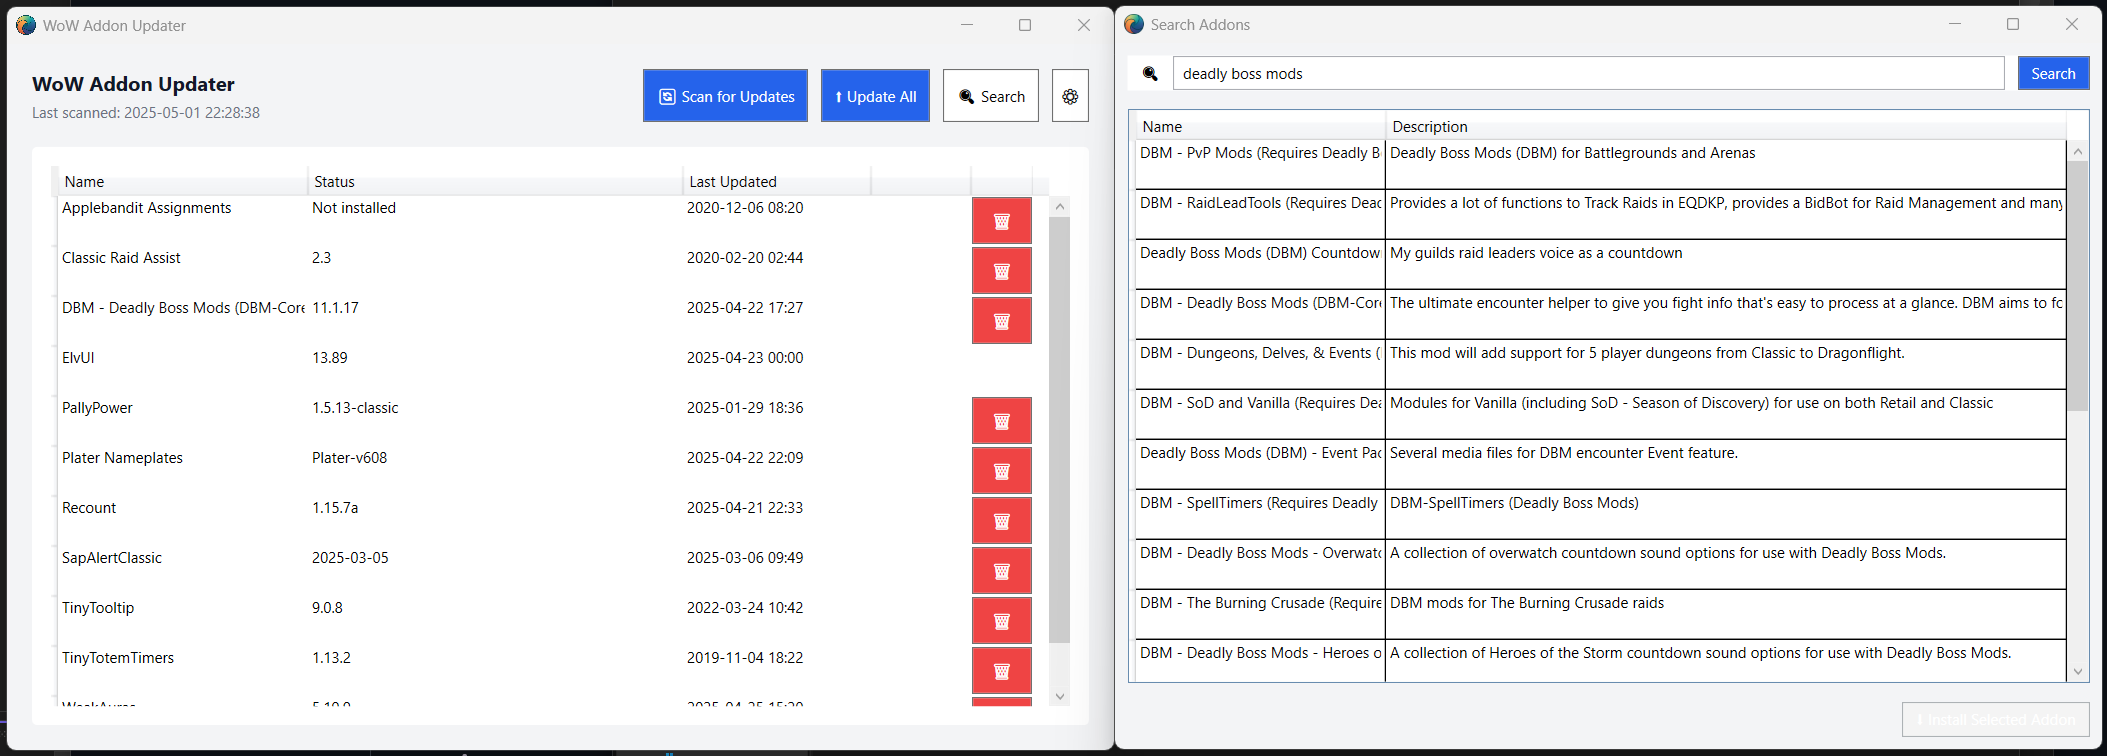 WoW Addon Updater
WoW Addon Updater
Last scanned: 2025-05-01 22:28:38
Scan for Updates
Update All
Search
Name Status Last Updated
Applebandit Assignments Not installed 2020-12-06 08:20
Classic Raid Assist 2.3 2020-02-20 02:44
DBM - Deadly Boss Mods (DBM-Core 11.1.17 2025-04-22 17:27
ElvUI 13.89 2025-04-23 00:00
PallyPower 1.5.13-classic 2025-01-29 18:36
Plater Nameplates Plater-v608 2025-04-22 22:09
Recount 1.15.7a 2025-04-21 22:33
SapAlertClassic 2025-03-05 2025-03-06 09:49
TinyTooltip 9.0.8 2022-03-24 10:42
TinyTotemTimers 1.13.2 2019-11-04 18:22
Search Addons
deadly boss mods
Search
Name Description
DBM - PvP Mods (Requires Deadly B Deadly Boss Mods (DBM) for Battlegrounds and Arenas
DBM - RaidLeadTools (Requires Deac Provides a lot of functions to Track Raids in EQDKP, provides a BidBot for Raid Management and many
Deadly Boss Mods (DBM) Countdow My guilds raid leaders voice as a countdown
DBM - Deadly Boss Mods (DBM-Core The ultimate encounter helper to give you fight info that's easy to process at a glance. DBM aims to fo
DBM - Dungeons, Delves, & Events ( This mod will add support for 5 player dungeons from Classic to Dragonflight.
DBM - SoD and Vanilla (Requires Dea Modules for Vanilla (including SoD - Season of Discovery) for use on both Retail and Classic
Deadly Boss Mods (DBM) - Event Pac Several media files for DBM encounter Event feature.
DBM - SpellTimers (Requires Deadly DBM-SpellTimers (Deadly Boss Mods)
DBM - Deadly Boss Mods - Overwatc A collection of overwatch countdown sound options for use with Deadly Boss Mods.
DBM - The Burning Crusade (Require DBM mods for The Burning Crusade raids
DBM - Deadly Boss Mods - Heroes o A collection of Heroes of the Storm countdown sound options for use with Deadly Boss Mods.
Install Selected Addon